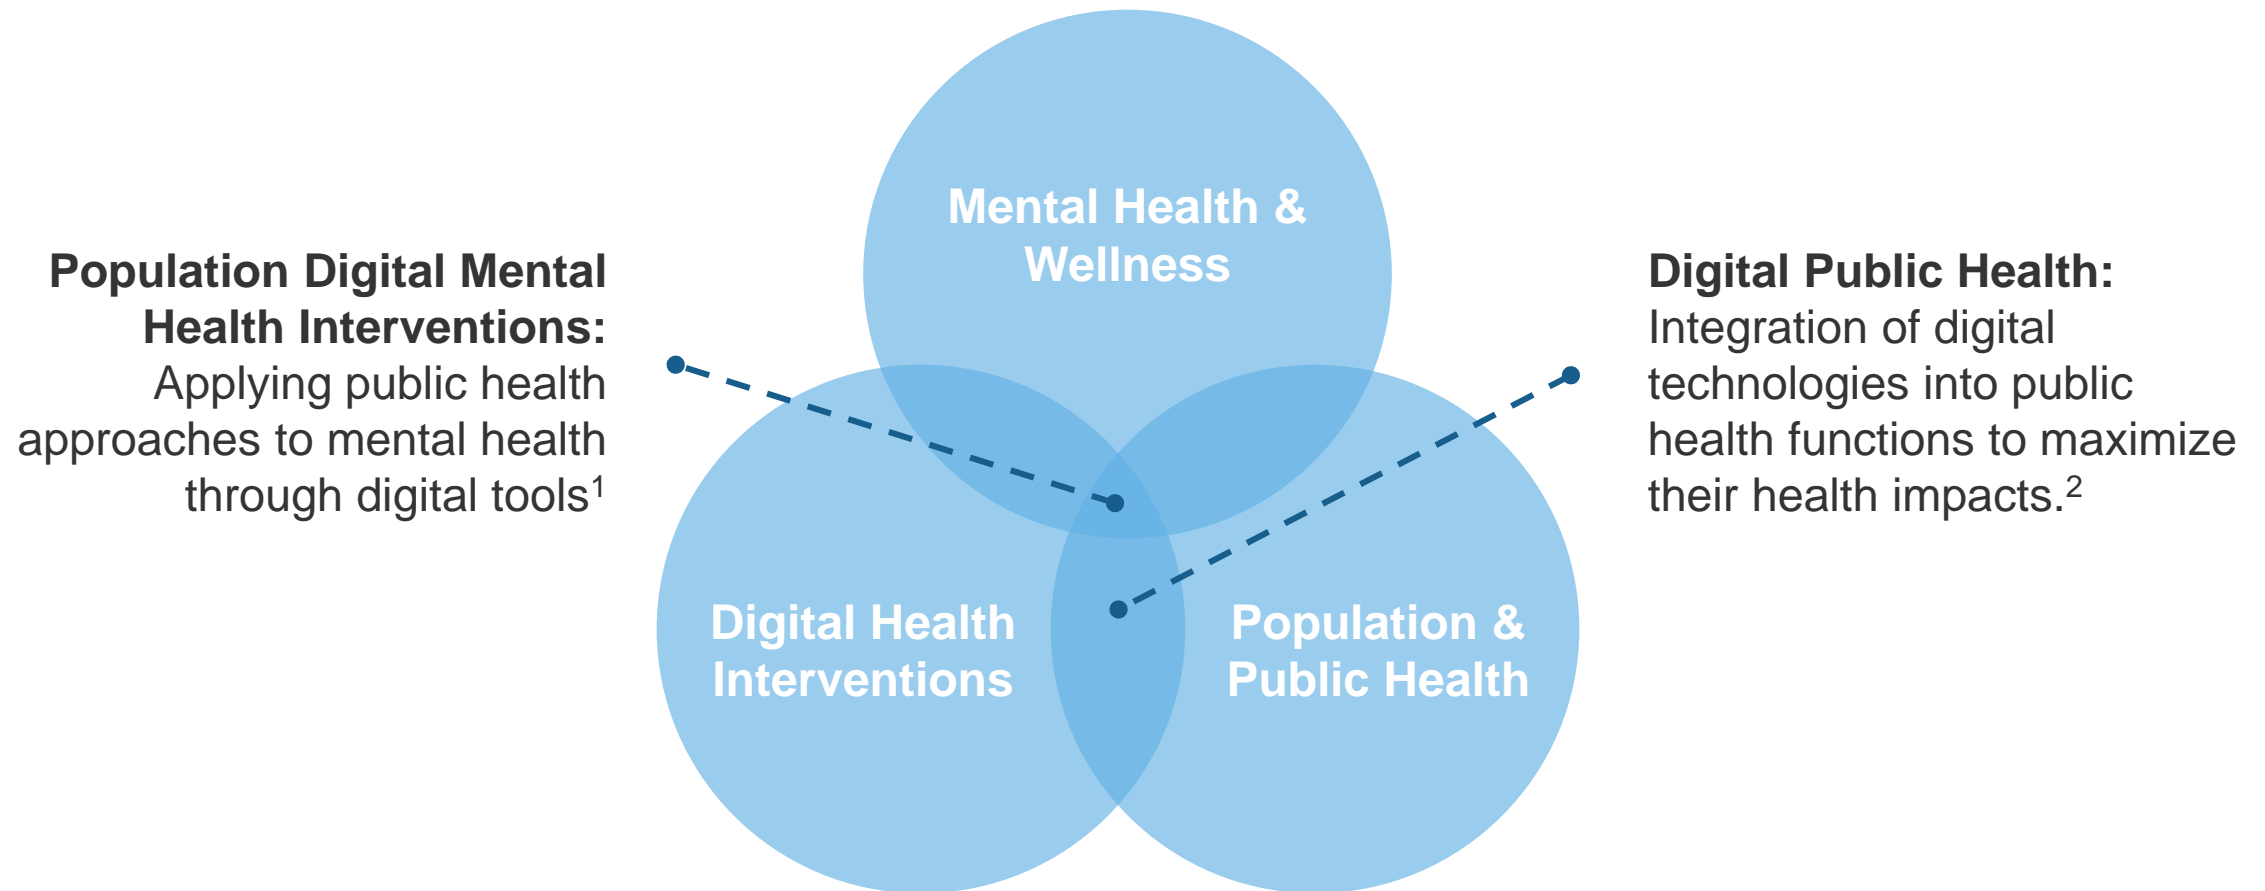 Mental Health &
Wellness
Population Digital Mental
Health Interventions:
Applying public health
approaches to mental health
through digital tools¹
Digital Public Health:
Integration of digital
technologies into public
health functions to maximize
their health impacts.²
Digital Health
Interventions
Population &
Public Health